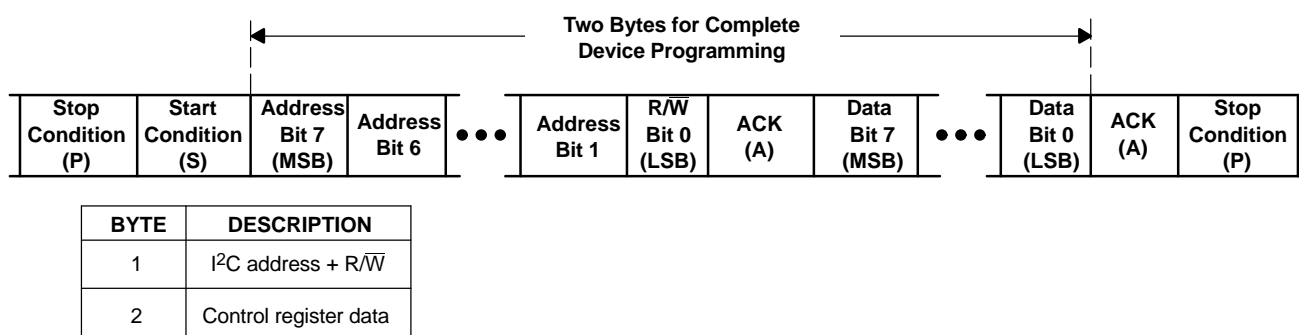 Two Bytes for Complete
Device Programming
Stop
Condition
(P)
Start
Condition
(S)
Address
Bit 7
(MSB)
Address
Bit 6
•••
Address
Bit 1
R/W̅
Bit 0
(LSB)
ACK
(A)
Data
Bit 7
(MSB)
•••
Data
Bit 0
(LSB)
ACK
(A)
Stop
Condition
(P)
BYTE DESCRIPTION
1 I²C address + R/W̅
2 Control register data